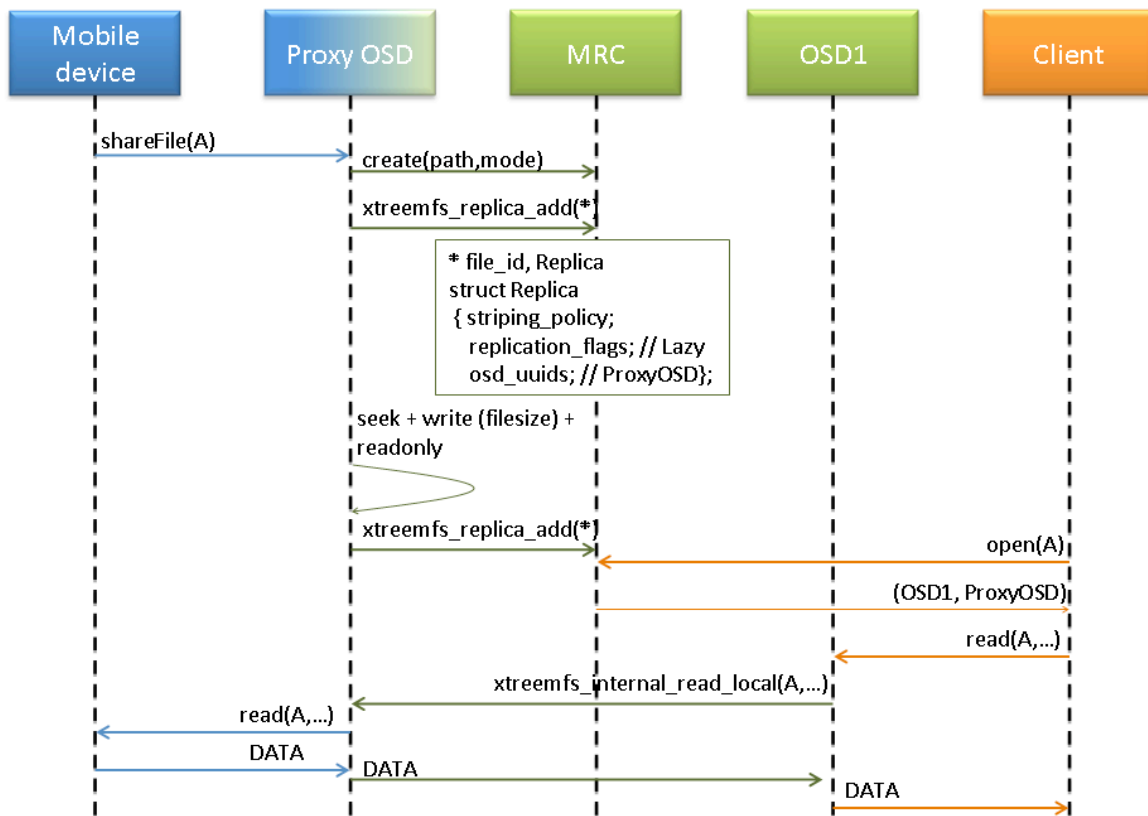 Mobile
device
Proxy OSD
MRC
OSD1
Client
shareFile(A)
create(path,mode)
xtreemfs_replica_add(*)
* file_id, Replica
struct Replica
{ striping_policy;
replication_flags; // Lazy
osd_uuids; // ProxyOSD};
seek + write (filesize) +
readonly
xtreemfs_replica_add(*)
open(A)
(OSD1, ProxyOSD)
read(A,...)
xtreemfs_internal_read_local(A,...)
read(A,...)
DATA
DATA
DATA